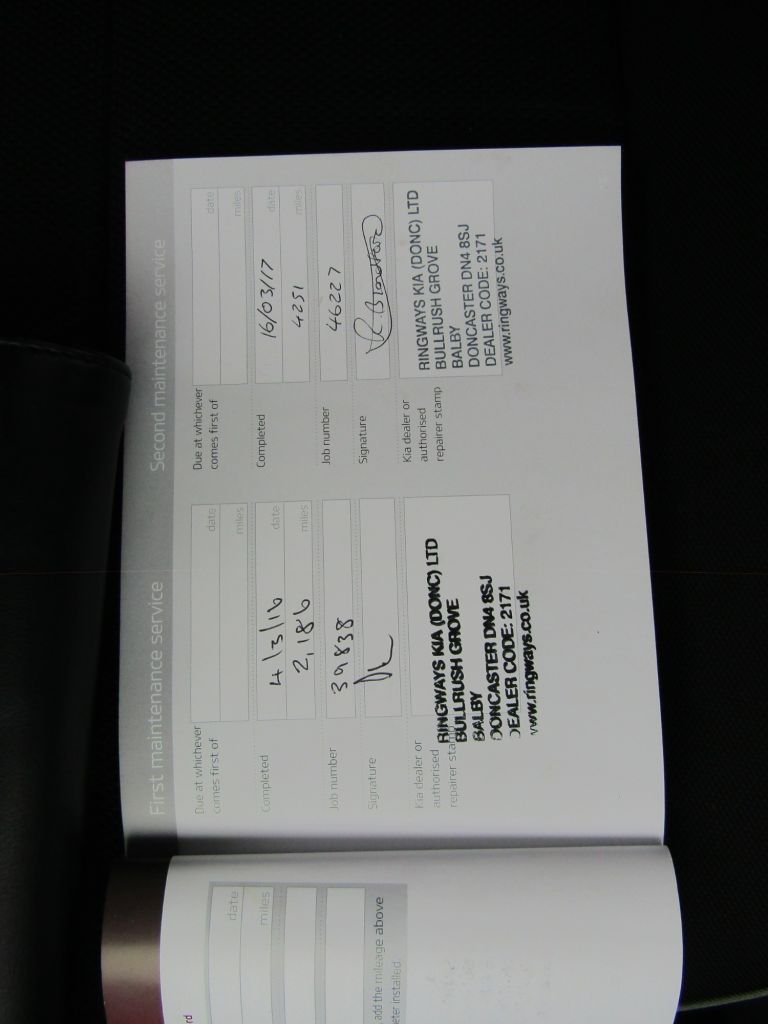 First maintenance service
Due at whichever
comes first of
date
miles
Completed
4/3/16
date
2,186
miles
Job number
39838
Signature
Kia dealer or
authorised
repairer stamp
RINGWAYS KIA (DONC) LTD
BULLRUSH GROVE
BALBY
DONCASTER DN4 8SJ
DEALER CODE: 2171
www.ringways.co.uk
Second maintenance service
Due at whichever
comes first of
date
miles
Completed
16/03/17
date
4251
miles
Job number
46227
Signature
Kia dealer or
authorised
repairer stamp
RINGWAYS KIA (DONC) LTD
BULLRUSH GROVE
BALBY
DONCASTER DN4 8SJ
DEALER CODE: 2171
www.ringways.co.uk
rd
date
miles
add the mileage above
eter installed.